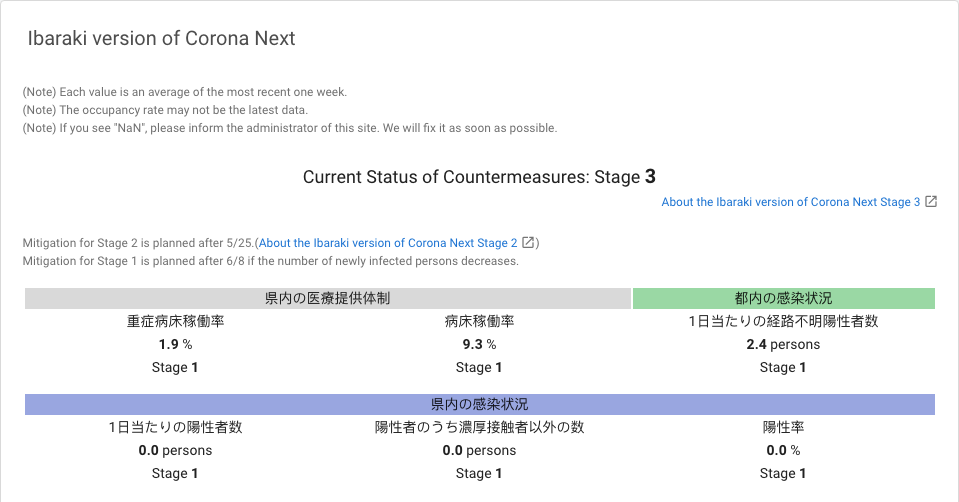 Ibaraki version of Corona Next
(Note) Each value is an average of the most recent one week.
(Note) The occupancy rate may not be the latest data.
(Note) If you see "NaN", please inform the administrator of this site. We will fix it as soon as possible.
Current Status of Countermeasures: Stage 3
About the Ibaraki version of Corona Next Stage 3
Mitigation for Stage 2 is planned after 5/25.(About the Ibaraki version of Corona Next Stage 2 )
Mitigation for Stage 1 is planned after 6/8 if the number of newly infected persons decreases.
県内の医療提供体制 都内の感染状況
重症病床稼働率 病床稼働率 1日当たりの経路不明陽性者数
1.9 % 9.3 % 2.4 persons
Stage 1 Stage 1 Stage 1
県内の感染状況
1日当たりの陽性者数 陽性者のうち濃厚接触者以外の数 陽性率
0.0 persons 0.0 persons 0.0 %
Stage 1 Stage 1 Stage 1